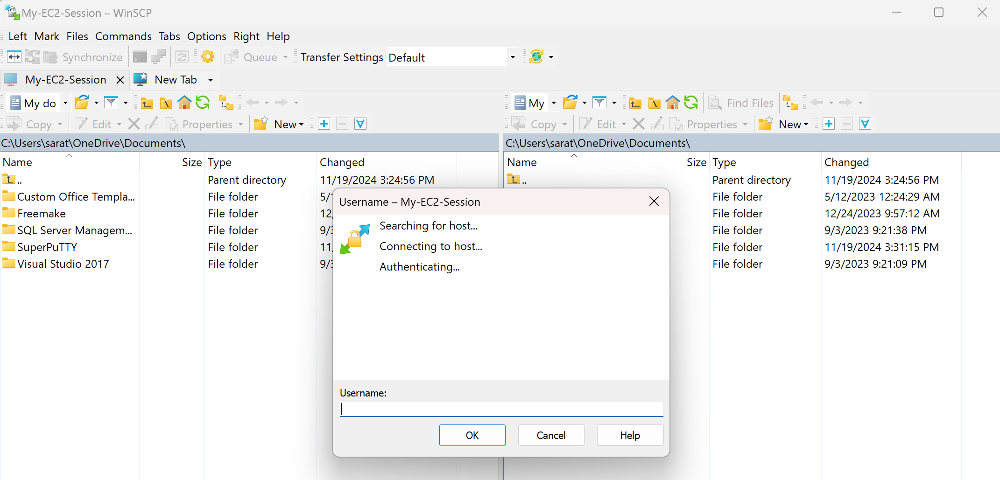 My-EC2-Session – WinSCP
Left Mark Files Commands Tabs Options Right Help
Synchronize Queue Transfer Settings Default
My-EC2-Session New Tab
My do
My Find Files
Copy Edit Properties New
Copy Edit Properties New
C:\Users\sarat\OneDrive\Documents\
Name Size Type Changed
.. Parent directory 11/19/2024 3:24:56 PM
Custom Office Templa... File folder 5/1
Freemake File folder 12/
SQL Server Managem... File folder 9/3
SuperPuTTY File folder 11/
Visual Studio 2017 File folder 9/3
C:\Users\sarat\OneDrive\Documents\
Name Size Type Changed
.. Parent directory 11/19/2024 3:24:56 PM
File folder 5/12/2023 12:24:29 AM
File folder 12/24/2023 9:57:12 AM
File folder 9/3/2023 9:21:38 PM
File folder 11/19/2024 3:31:15 PM
File folder 9/3/2023 9:21:09 PM
Username – My-EC2-Session
Searching for host...
Connecting to host...
Authenticating...
Username:
OK Cancel Help